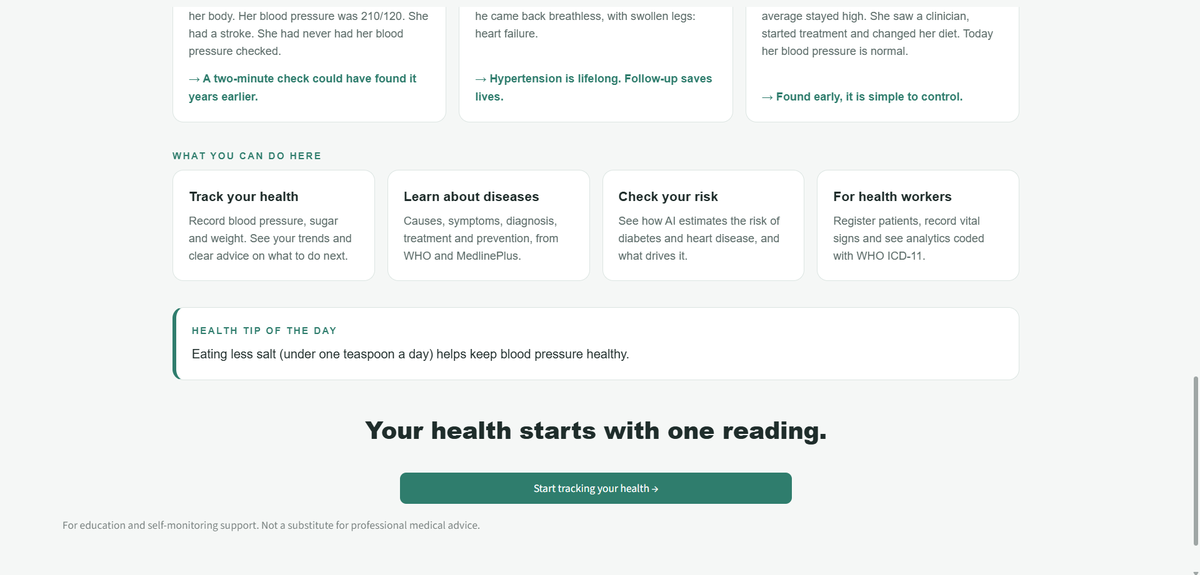 her body. Her blood pressure was 210/120. She
had a stroke. She had never had her blood
pressure checked.
→ A two-minute check could have found it
years earlier.
he came back breathless, with swollen legs:
heart failure.
→ Hypertension is lifelong. Follow-up saves
lives.
average stayed high. She saw a clinician,
started treatment and changed her diet. Today
her blood pressure is normal.
→ Found early, it is simple to control.
WHAT YOU CAN DO HERE
Track your health
Record blood pressure, sugar
and weight. See your trends and
clear advice on what to do next.
Learn about diseases
Causes, symptoms, diagnosis,
treatment and prevention, from
WHO and MedlinePlus.
Check your risk
See how AI estimates the risk of
diabetes and heart disease, and
what drives it.
For health workers
Register patients, record vital
signs and see analytics coded
with WHO ICD-11.
HEALTH TIP OF THE DAY
Eating less salt (under one teaspoon a day) helps keep blood pressure healthy.
Your health starts with one reading.
Start tracking your health →
For education and self-monitoring support. Not a substitute for professional medical advice.